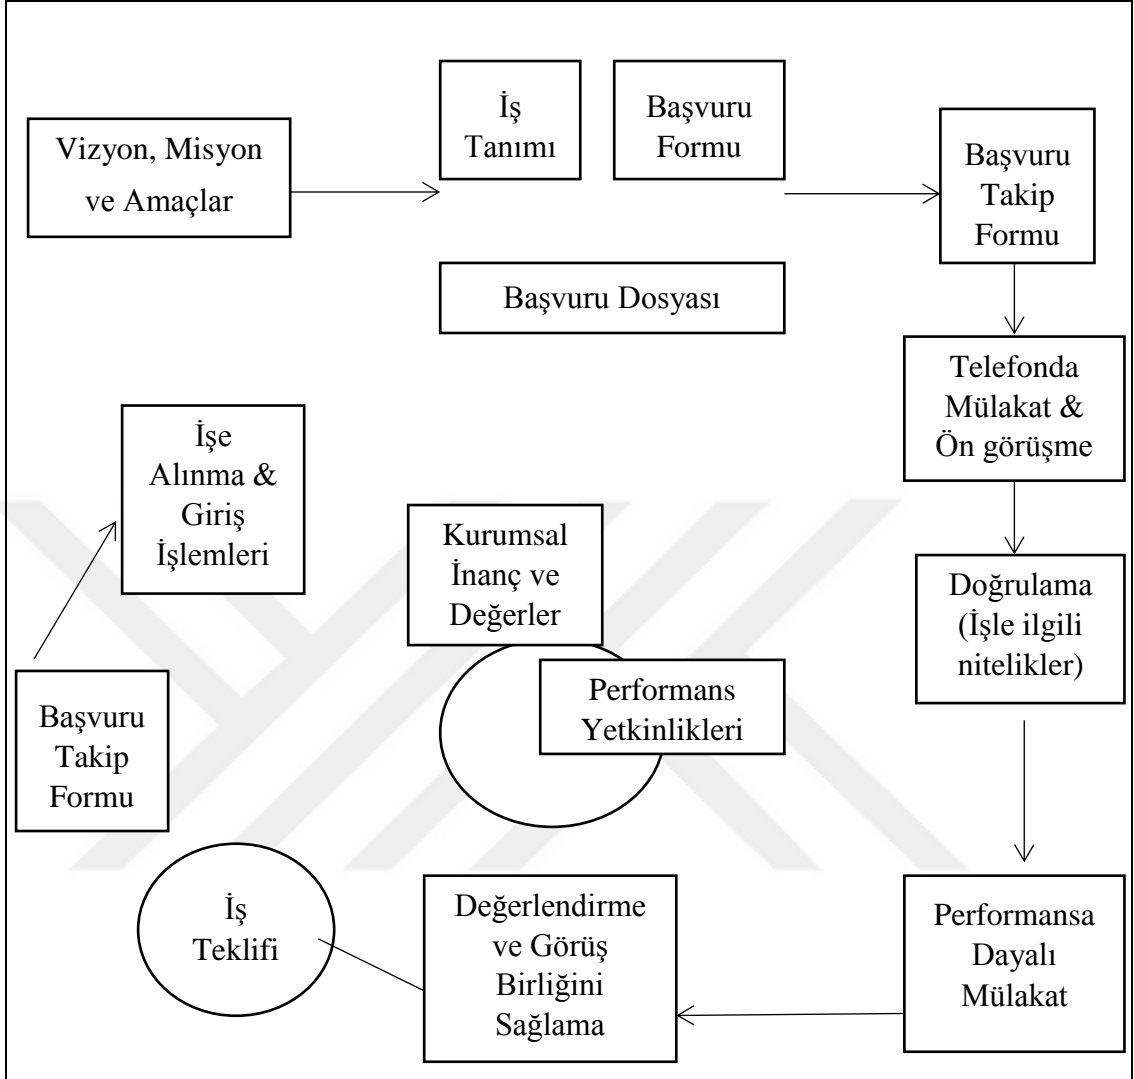 Vizyon, Misyon
ve Amaçlar
İş
Tanımı
Başvuru
Formu
Başvuru Dosyası
Başvuru
Takip
Formu
Telefonda
Mülakat &
Ön görüşme
Doğrulama
(İşle ilgili
nitelikler)
Performansa
Dayalı
Mülakat
Değerlendirme
ve Görüş
Birliğini
Sağlama
İş
Teklifi
Başvuru
Takip
Formu
İşe
Alınma &
Giriş
İşlemleri
Kurumsal
İnanç ve
Değerler
Performans
Yetkinlikleri